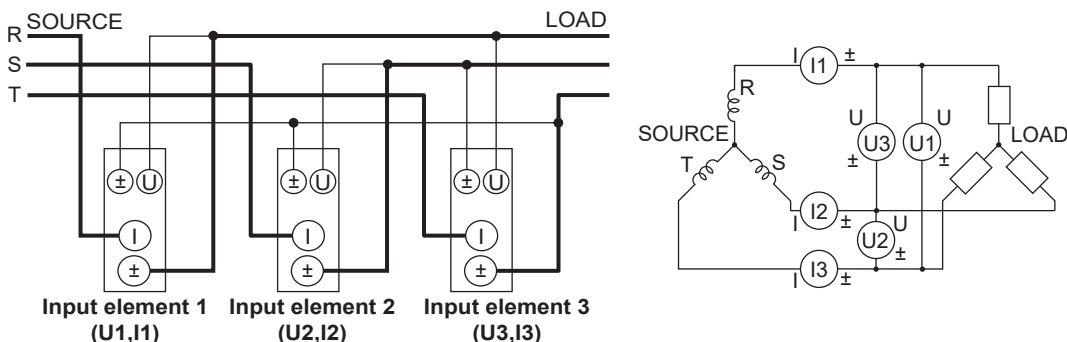 SOURCE LOAD
R
S
T
± U ± U ± U
I I I
± ± ±
Input element 1 Input element 2 Input element 3
(U1,I1) (U2,I2) (U3,I3)
I I1 ±
R
SOURCE U U LOAD
T S U3 U1
± ±
I I2 ± U
U2
±
I I3 ±